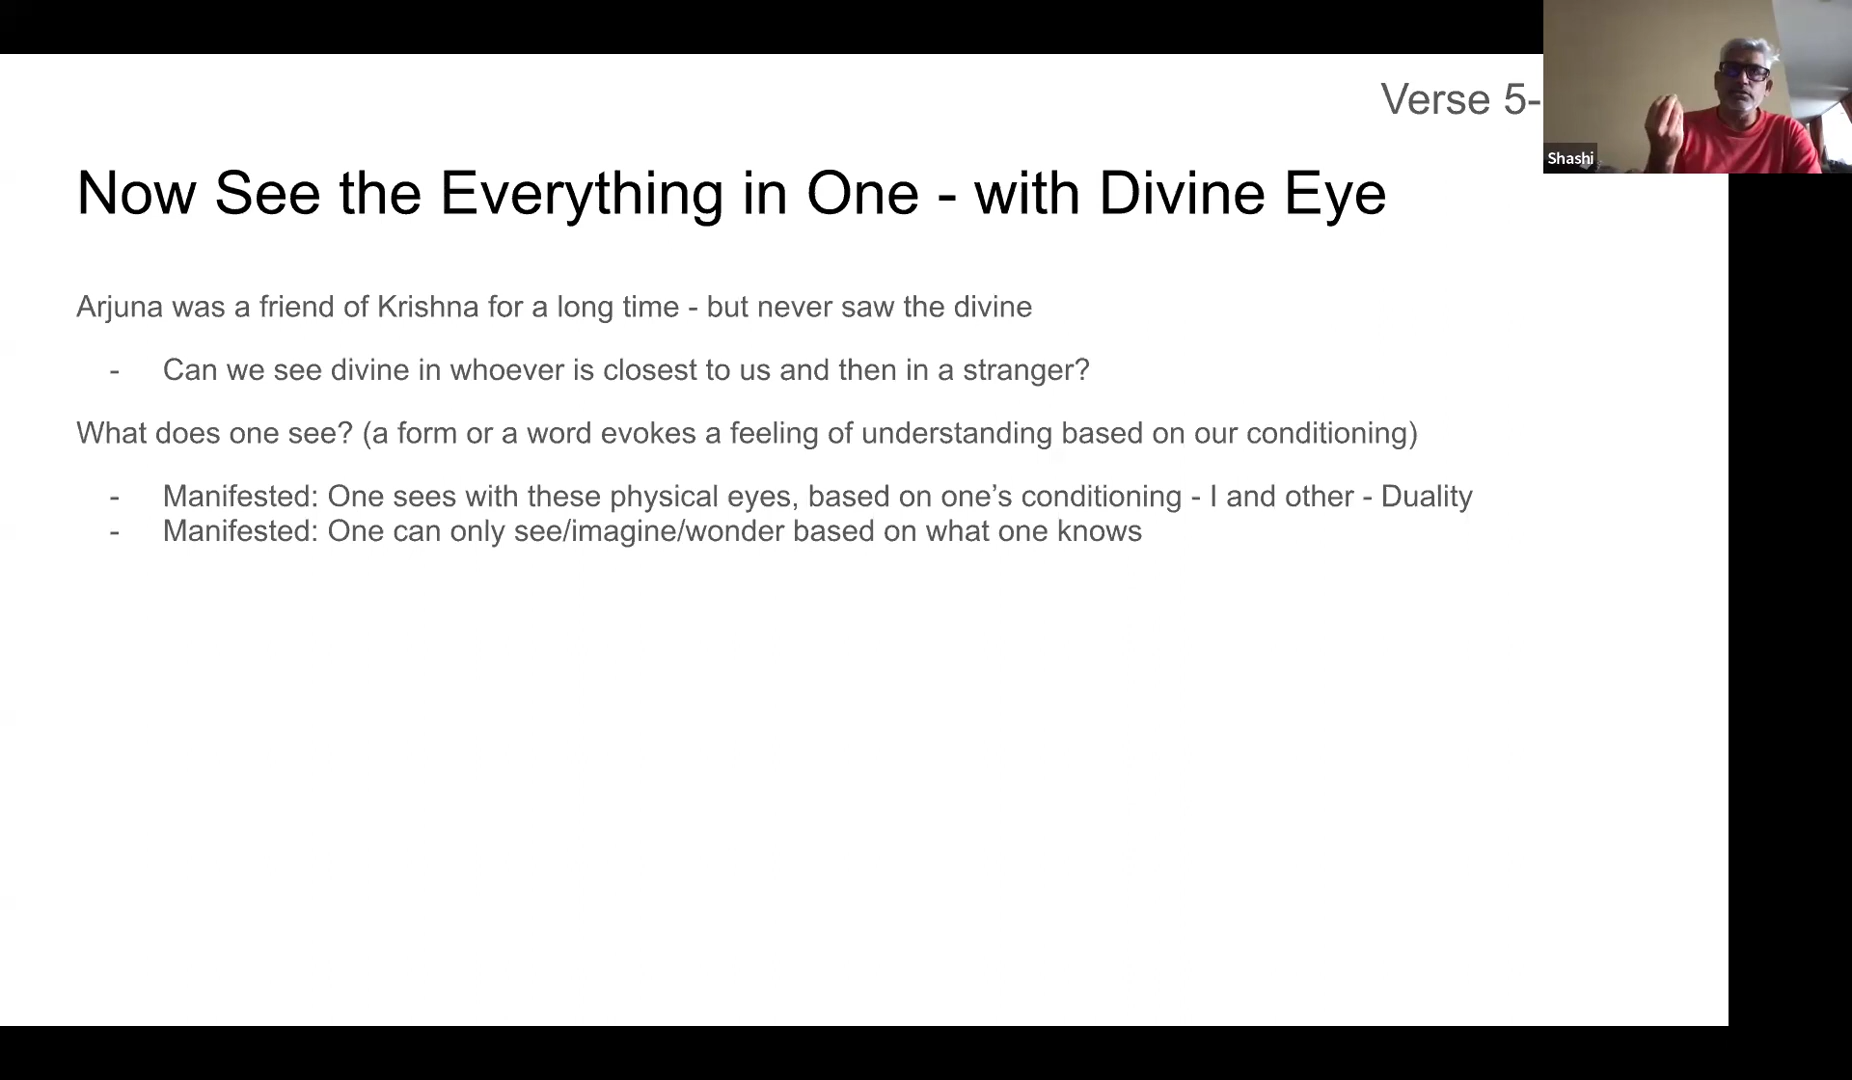 Verse 5-
Shashi
Now See the Everything in One - with Divine Eye
Arjuna was a friend of Krishna for a long time - but never saw the divine
- Can we see divine in whoever is closest to us and then in a stranger?
What does one see? (a form or a word evokes a feeling of understanding based on our conditioning)
- Manifested: One sees with these physical eyes, based on one’s conditioning - I and other - Duality
- Manifested: One can only see/imagine/wonder based on what one knows